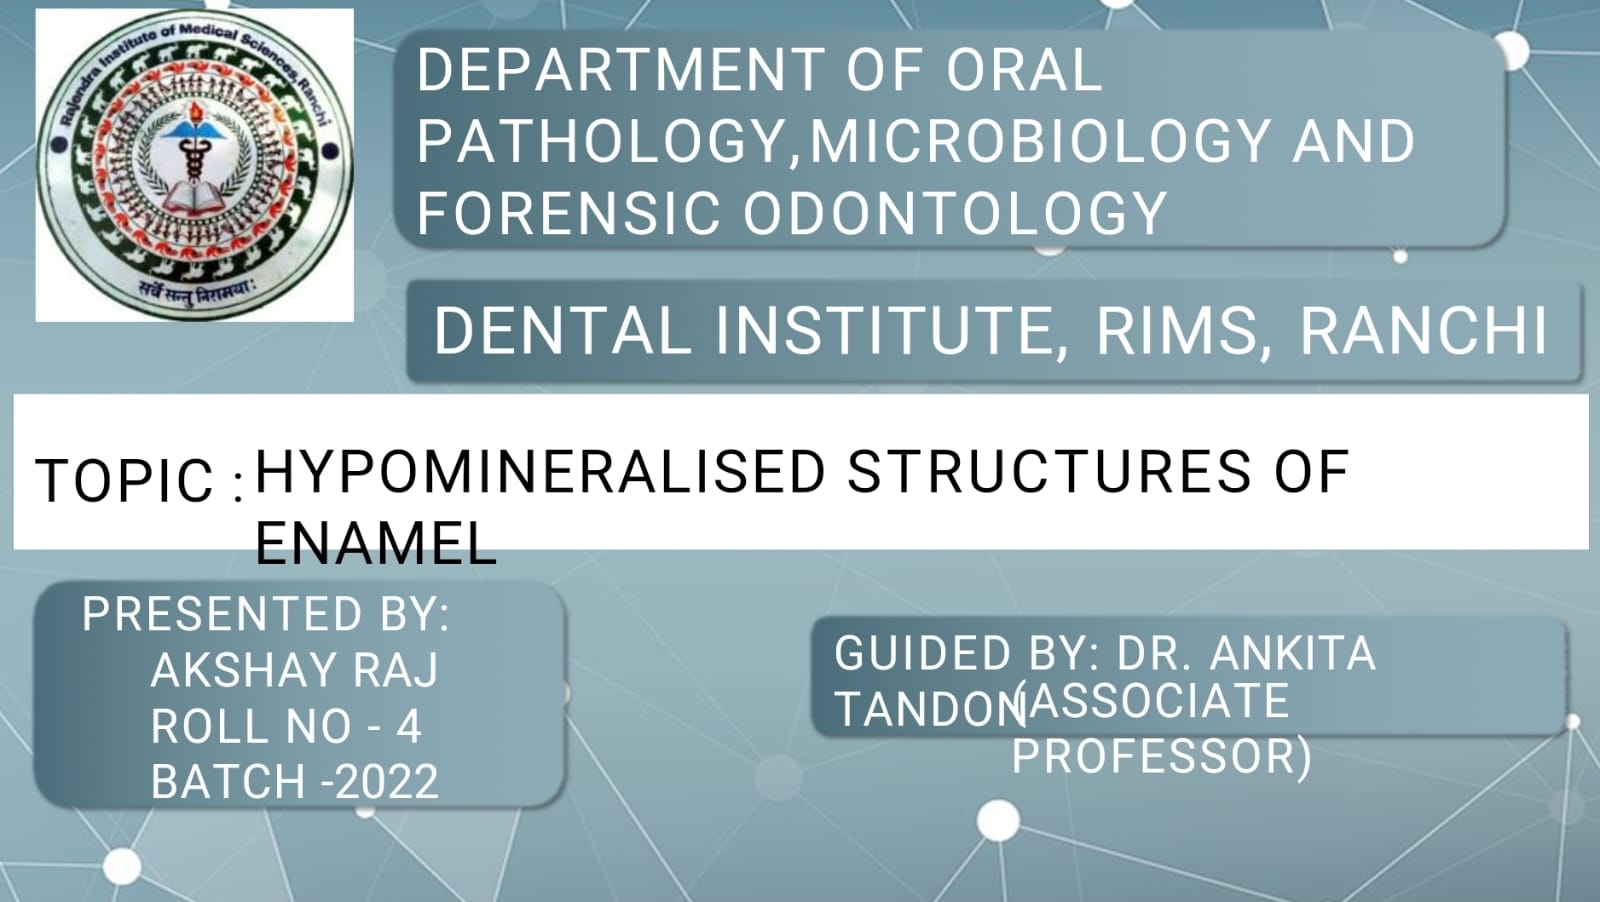 Rajendra Institute of Medical Sciences, Ranchi
सर्वे सन्तु निरामयाः
DEPARTMENT OF ORAL
PATHOLOGY,MICROBIOLOGY AND
FORENSIC ODONTOLOGY
DENTAL INSTITUTE, RIMS, RANCHI
TOPIC : HYPOMINERALISED STRUCTURES OF
ENAMEL
PRESENTED BY:
AKSHAY RAJ
ROLL NO - 4
BATCH -2022
GUIDED BY: DR. ANKITA
TANDON
(ASSOCIATE
PROFESSOR)